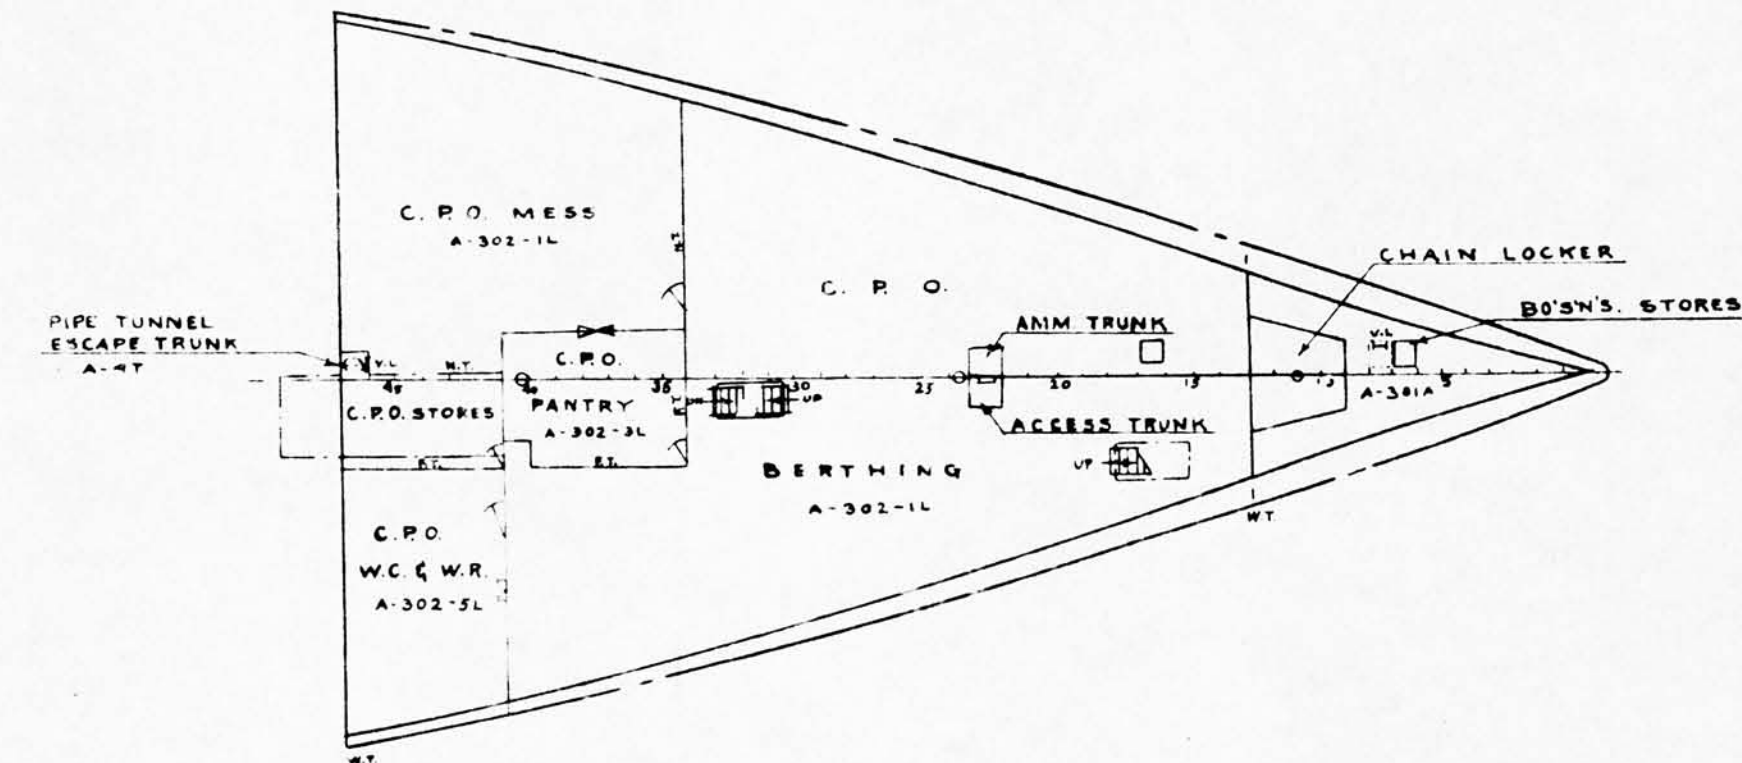 C. P. O. MESS
A-302-1L
C. P. O.
CHAIN LOCKER
BO'S'N'S. STORES
PIPE TUNNEL
ESCAPE TRUNK
A-4T
V.L
N.T.
N.T.
C.P.O.
AMM. TRUNK
V.L
45
40
35
30
25
20
15
5
A-301A
C.P.O. STORES
PANTRY
A-302-3L
UP
ACCESS TRUNK
P.T.
P.T.
BERTHING
A-302-1L
UP
W.T.
C.P.O.
W.C. & W.R.
A-302-5L
W.T.